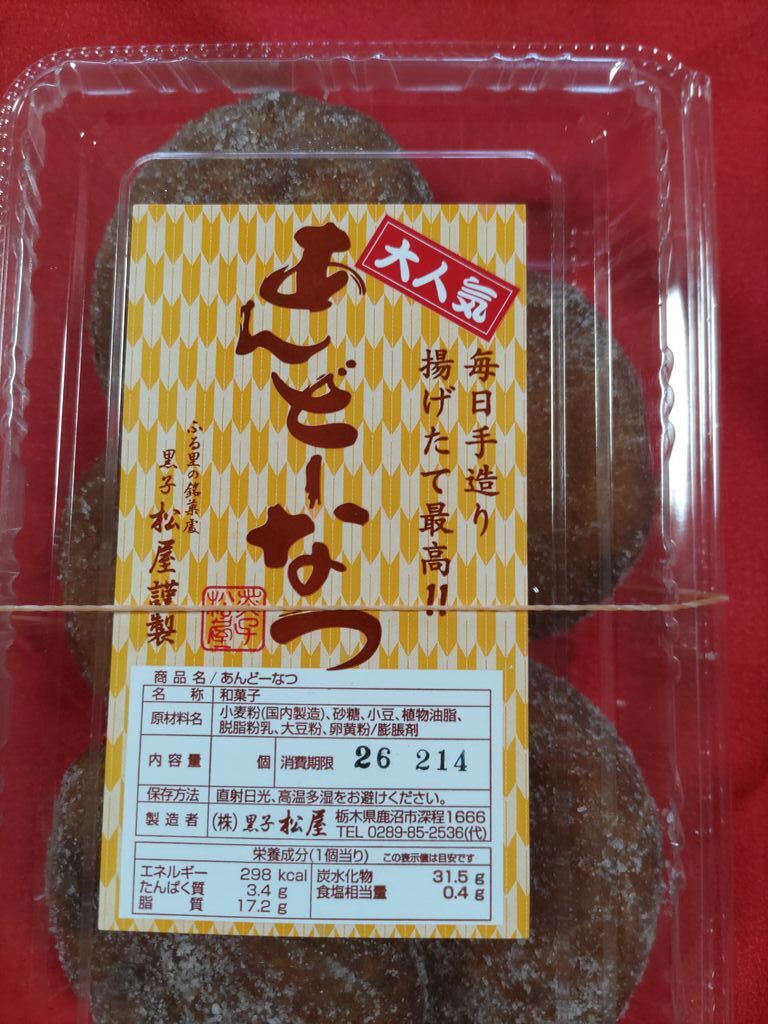 大人気
毎日手造り
揚げたて最高!!
あんどーなつ
ふる里の銘菓處
黒子松屋謹製
商品名/あんどーなつ
名称 和菓子
原材料名 小麦粉(国内製造)、砂糖、小豆、植物油脂、
脱脂粉乳、大豆粉、卵黄粉/膨脹剤
内容量 個 消費期限 26 214
保存方法 直射日光、高温多湿をお避けください。
製造者 (株)黒子松屋 栃木県鹿沼市深程1666
TEL 0289-85-2536(代)
栄養成分(1個当り) この表示値は目安です
エネルギー 298 kcal 炭水化物 31.5 g
たんぱく質 3.4 g 食塩相当量 0.4 g
脂質 17.2 g